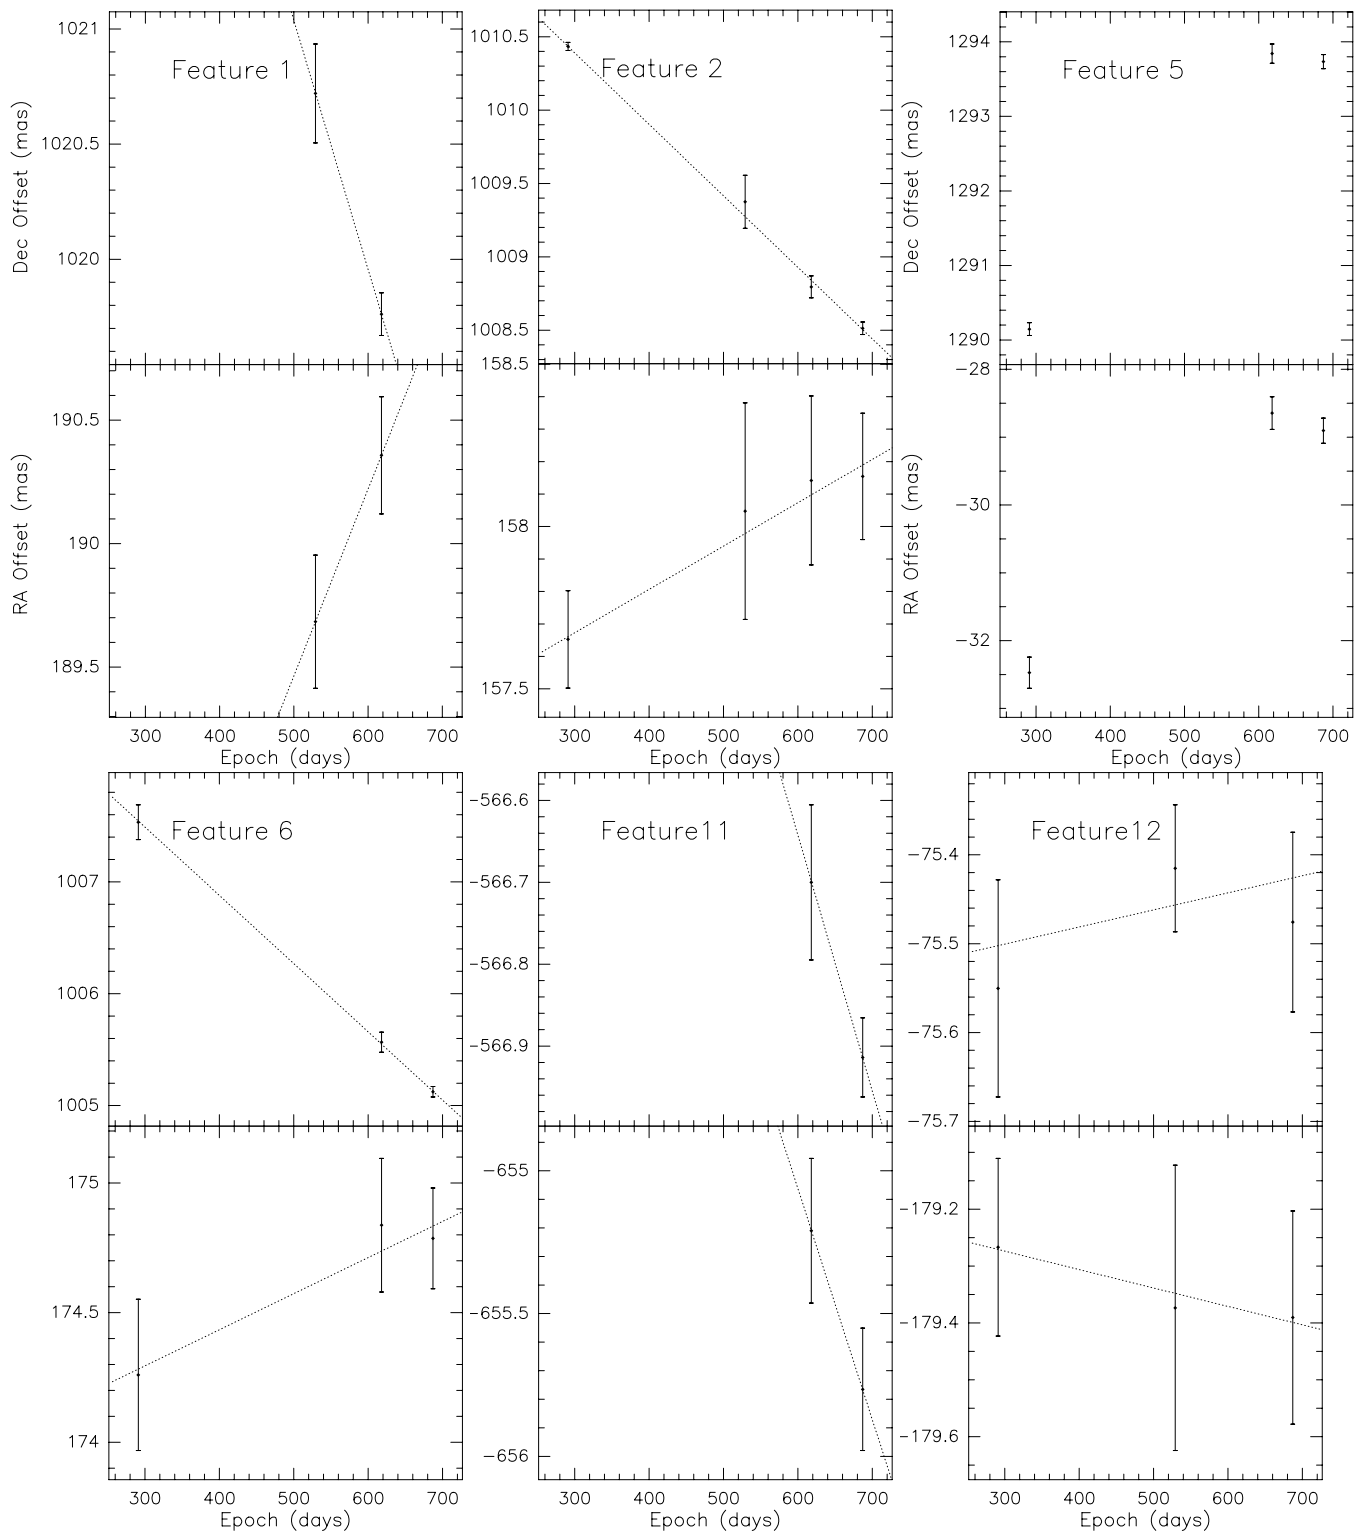 Feature 1
Dec Offset (mas)
1021
1020.5
1020
RA Offset (mas)
190.5
190
189.5
300 400 500 600 700
Epoch (days)
Feature 2
1010.5
1010
1009.5
1009
1008.5
158.5
158
157.5
300 400 500 600 700
Epoch (days)
Feature 5
Dec Offset (mas)
1294
1293
1292
1291
1290
RA Offset (mas)
-28
-30
-32
300 400 500 600 700
Epoch (days)
Feature 6
1007
1006
1005
175
174.5
174
300 400 500 600 700
Epoch (days)
Feature11
-566.6
-566.7
-566.8
-566.9
-655
-655.5
-656
300 400 500 600 700
Epoch (days)
Feature12
-75.4
-75.5
-75.6
-75.7
-179.2
-179.4
-179.6
300 400 500 600 700
Epoch (days)